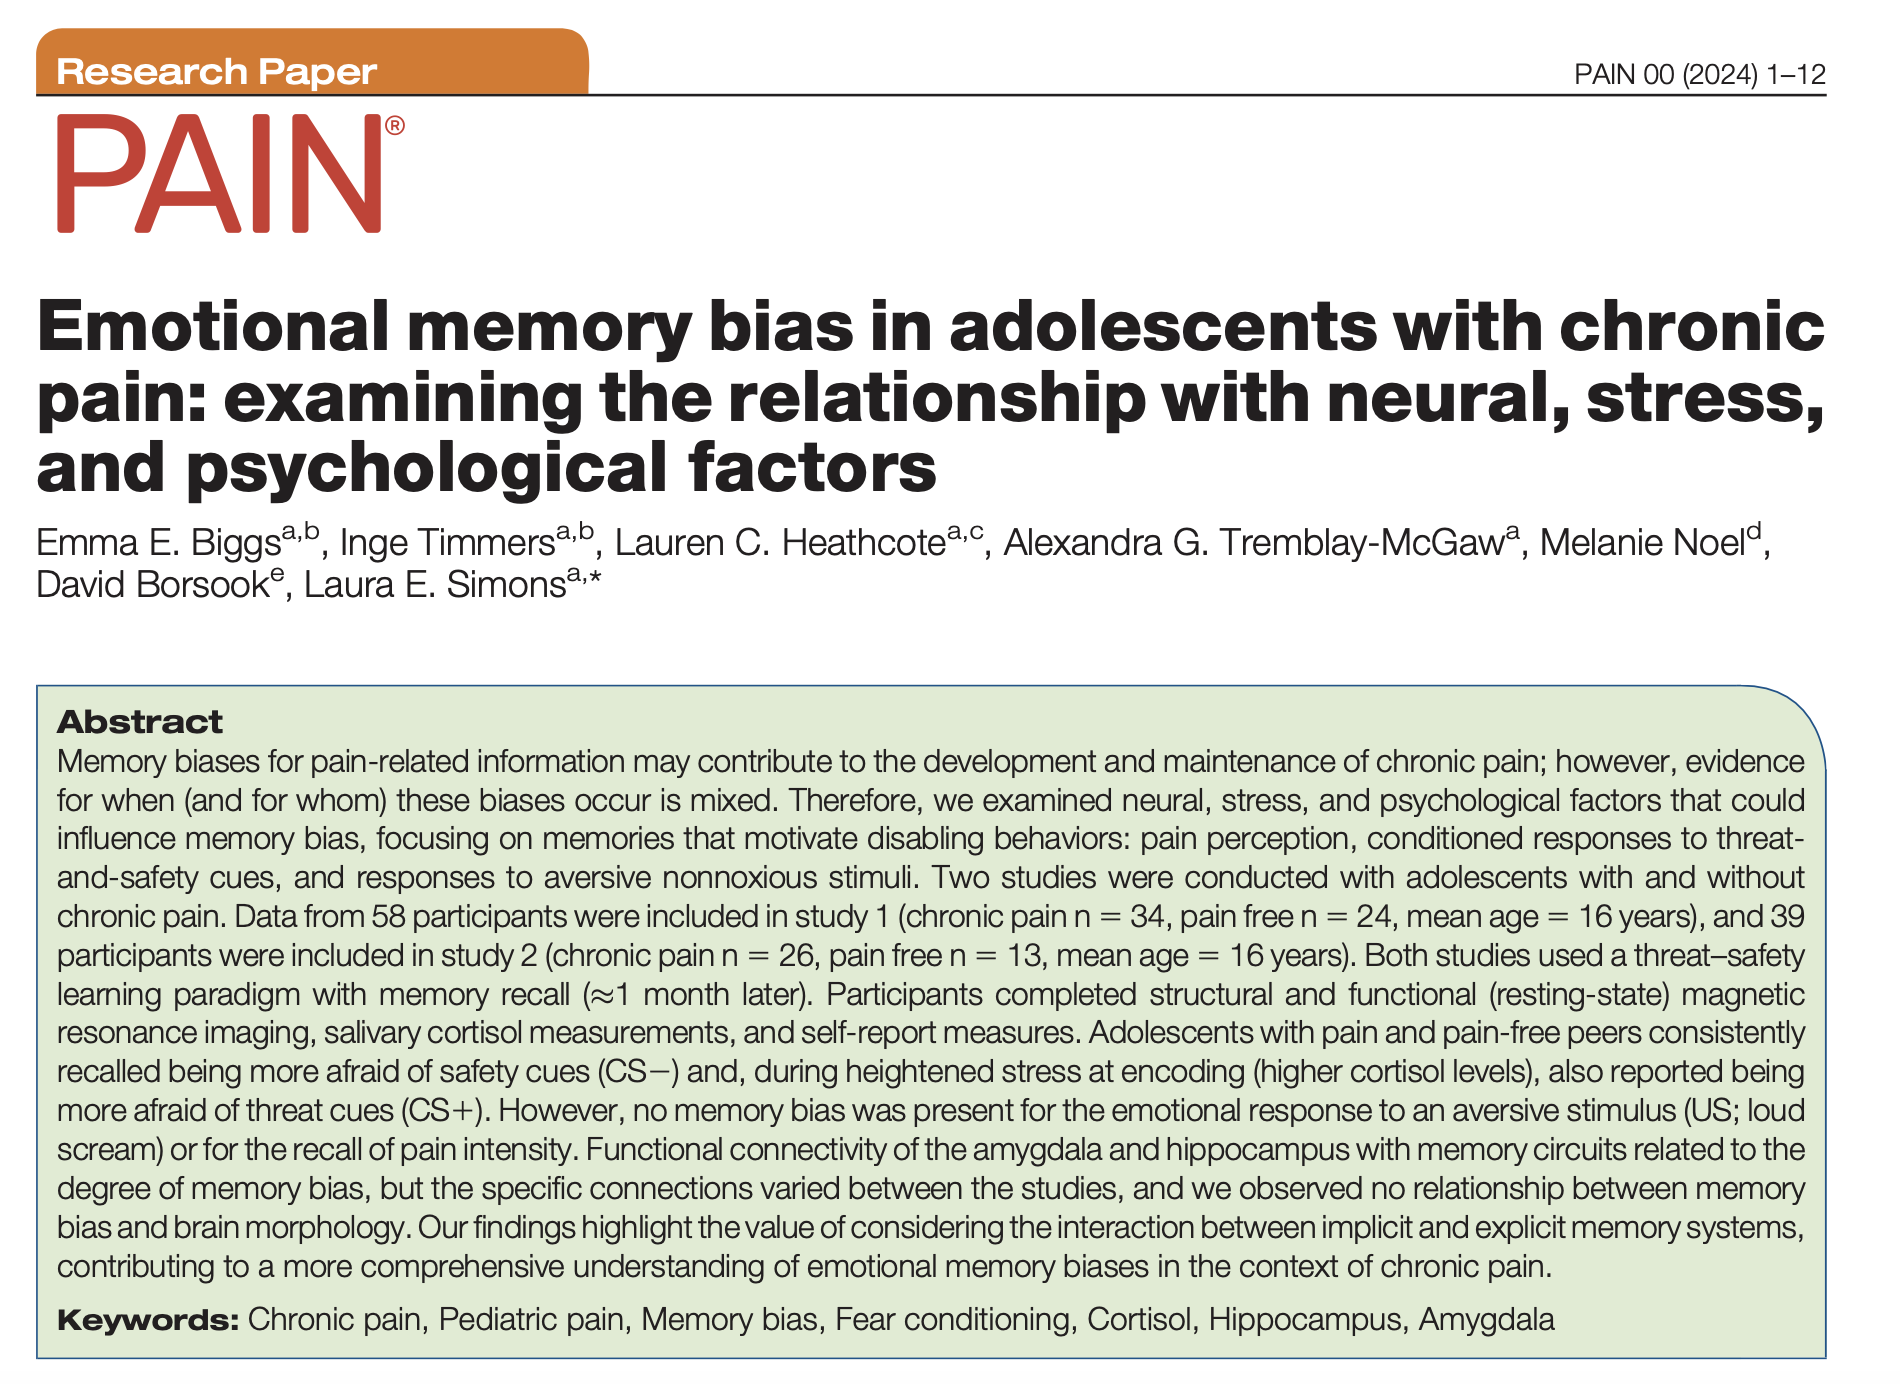 Research Paper
PAIN 00 (2024) 1–12
PAIN®
Emotional memory bias in adolescents with chronic
pain: examining the relationship with neural, stress,
and psychological factors
Emma E. Biggsa,b, Inge Timmersa,b, Lauren C. Heathcotea,c, Alexandra G. Tremblay-McGawa, Melanie Noeld,
David Borsooke, Laura E. Simonsa,*
Abstract
Memory biases for pain-related information may contribute to the development and maintenance of chronic pain; however, evidence
for when (and for whom) these biases occur is mixed. Therefore, we examined neural, stress, and psychological factors that could
influence memory bias, focusing on memories that motivate disabling behaviors: pain perception, conditioned responses to threat-
and-safety cues, and responses to aversive nonnoxious stimuli. Two studies were conducted with adolescents with and without
chronic pain. Data from 58 participants were included in study 1 (chronic pain n = 34, pain free n = 24, mean age = 16 years), and 39
participants were included in study 2 (chronic pain n = 26, pain free n = 13, mean age = 16 years). Both studies used a threat–safety
learning paradigm with memory recall (≈1 month later). Participants completed structural and functional (resting-state) magnetic
resonance imaging, salivary cortisol measurements, and self-report measures. Adolescents with pain and pain-free peers consistently
recalled being more afraid of safety cues (CS−) and, during heightened stress at encoding (higher cortisol levels), also reported being
more afraid of threat cues (CS+). However, no memory bias was present for the emotional response to an aversive stimulus (US; loud
scream) or for the recall of pain intensity. Functional connectivity of the amygdala and hippocampus with memory circuits related to the
degree of memory bias, but the specific connections varied between the studies, and we observed no relationship between memory
bias and brain morphology. Our findings highlight the value of considering the interaction between implicit and explicit memory systems,
contributing to a more comprehensive understanding of emotional memory biases in the context of chronic pain.
Keywords: Chronic pain, Pediatric pain, Memory bias, Fear conditioning, Cortisol, Hippocampus, Amygdala